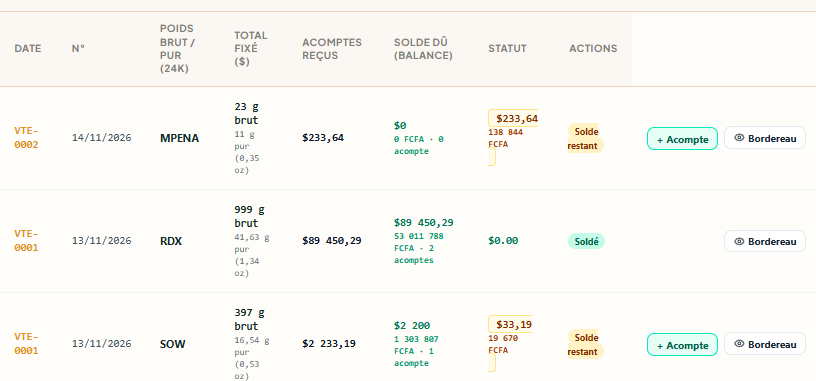 DATE
N°
POIDS
BRUT /
PUR
(24K)
TOTAL
FIXÉ
($)
ACOMPTES
REÇUS
SOLDE DÛ
(BALANCE)
STATUT
ACTIONS
VTE-
0002
14/11/2026
MPENA
23 g
brut
11 g
pur
(0,35
oz)
$233,64
$0
0 FCFA · 0
acompte
$233,64
138 844
FCFA
Solde
restant
+ Acompte
Bordereau
VTE-
0001
13/11/2026
RDX
999 g
brut
41,63 g
pur
(1,34
oz)
$89 450,29
$89 450,29
53 011 788
FCFA · 2
acomptes
$0.00
Soldé
Bordereau
VTE-
0001
13/11/2026
SOW
397 g
brut
16,54 g
pur
(0,53
oz)
$2 233,19
$2 200
1 303 807
FCFA · 1
acompte
$33,19
19 670
FCFA
Solde
restant
+ Acompte
Bordereau